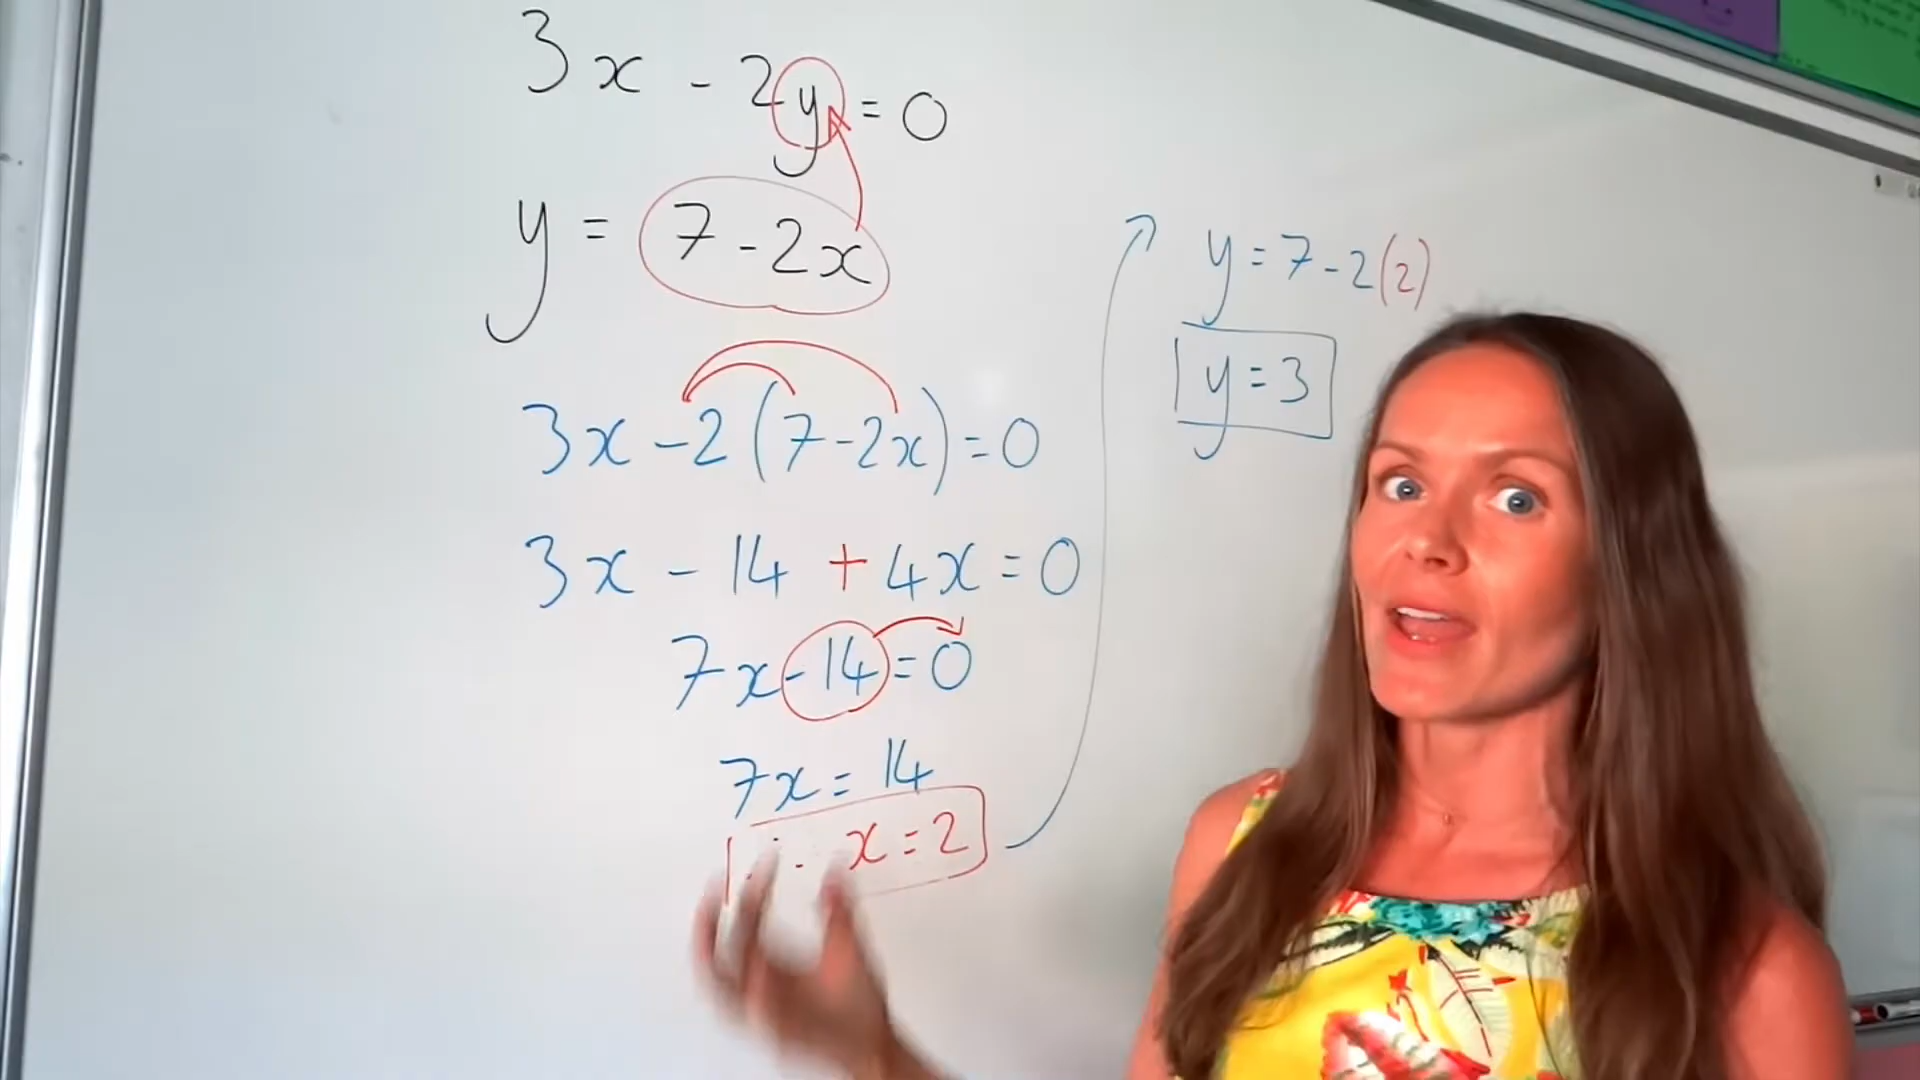 3x - 2y = 0
y = 7 - 2x
3x - 2(7 - 2x) = 0
3x - 14 + 4x = 0
7x - 14 = 0
7x = 14
∴ x = 2
y = 7 - 2(2)
y = 3